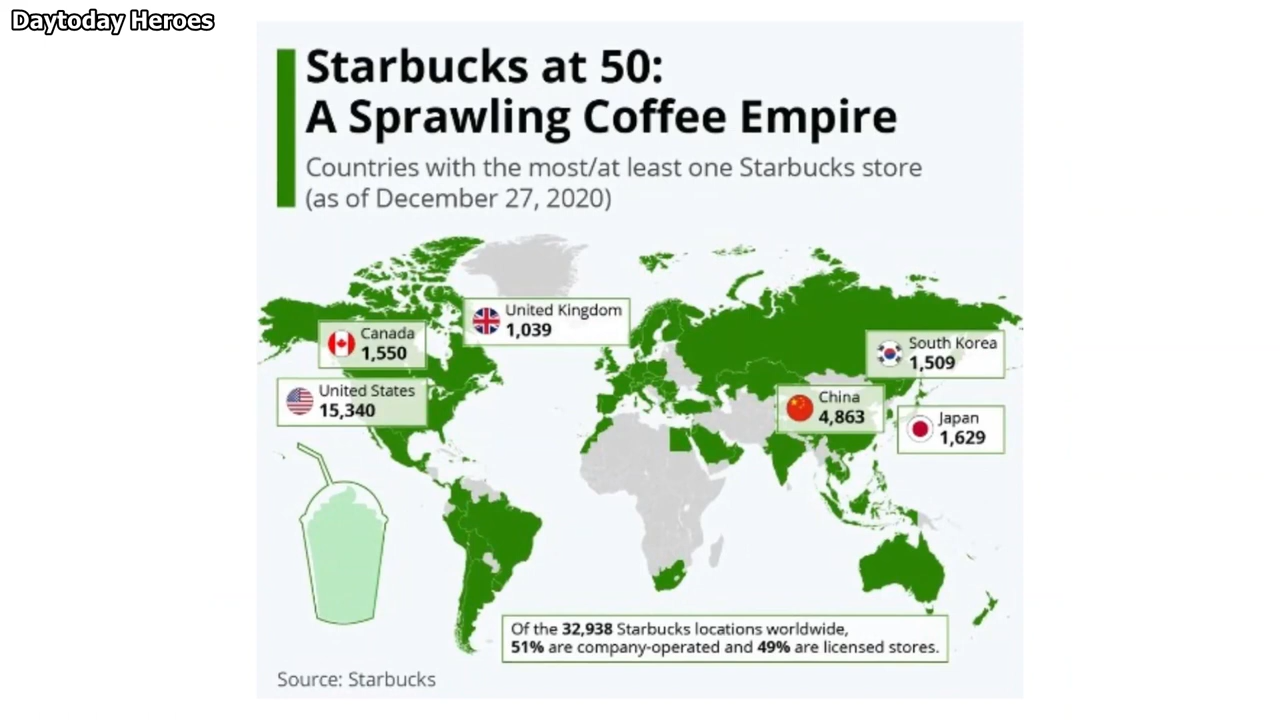 Daytoday Heroes
Starbucks at 50:
A Sprawling Coffee Empire
Countries with the most/at least one Starbucks store
(as of December 27, 2020)
United Kingdom
1,039
Canada
1,550
South Korea
1,509
United States
15,340
China
4,863
Japan
1,629
Of the 32,938 Starbucks locations worldwide,
51% are company-operated and 49% are licensed stores.
Source: Starbucks